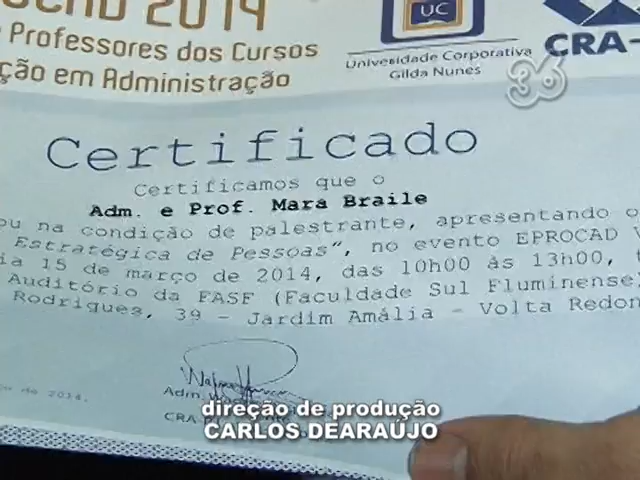 2014
Professores dos Cursos
ção em Administração
UC
Universidade Corporativa
Gilda Nunes
CRA-
36
Certificado
Certificamos que o
Adm. e Prof. Mara Braile
ou na condição de palestrante, apresentando o
Estratégica de Pessoas", no evento EPROCAD V
ia 15 de março de 2014, das 10h00 às 13h00,
Auditório da FASF (Faculdade Sul Fluminense
Rodrigues, 39 - Jardim Amália - Volta Redon
de 2014.
Adm.
CRA
direção de produção
CARLOS DEARAÚJO